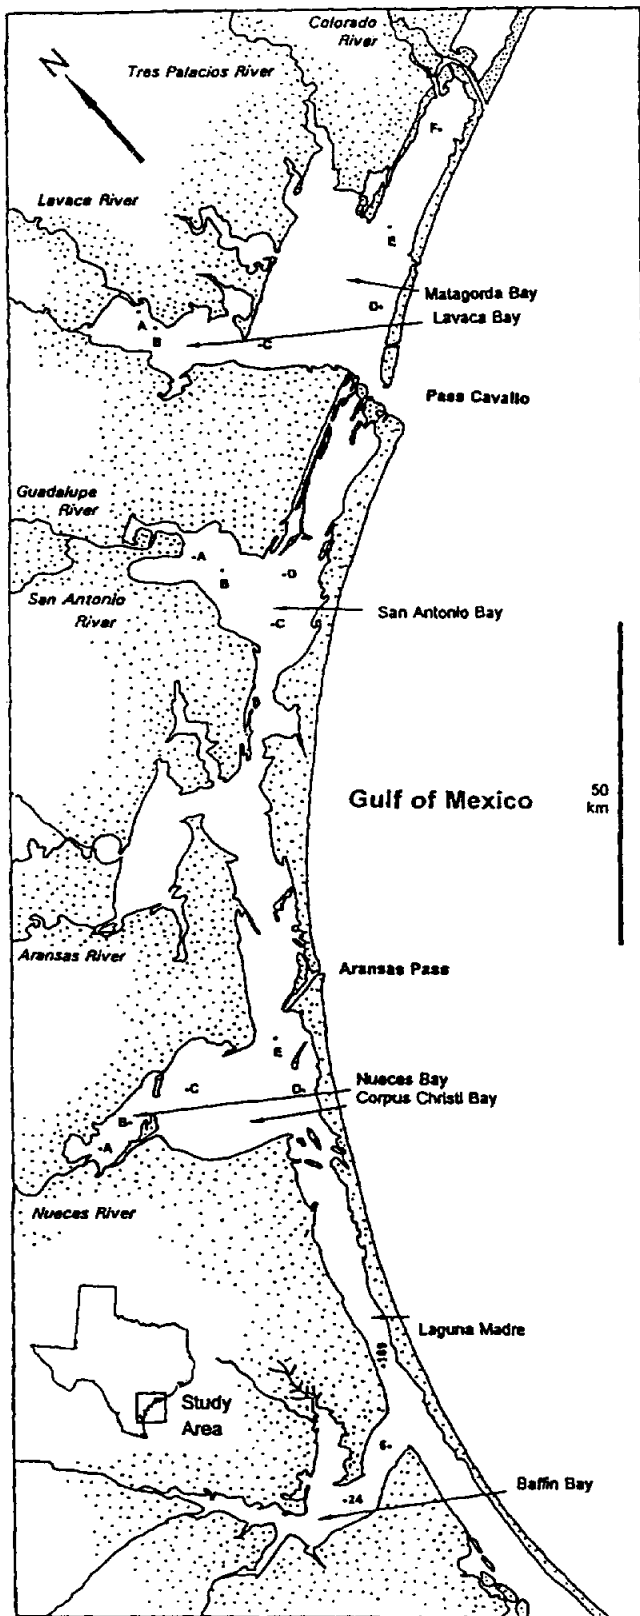 Colorado
River
N
Tres Palacios River
F
Lavaca River
E
Matagorda Bay
D
Lavaca Bay
A
B
C
Pass Cavallo
Guadalupe
River
A
B
D
San Antonio
River
San Antonio Bay
C
50
km
Gulf of Mexico
Aransas River
Aransas Pass
E
Nueces Bay
C
D
Corpus Christi Bay
B
A
Nueces River
Laguna Madre
189
Study
Area
6
Baffin Bay
24